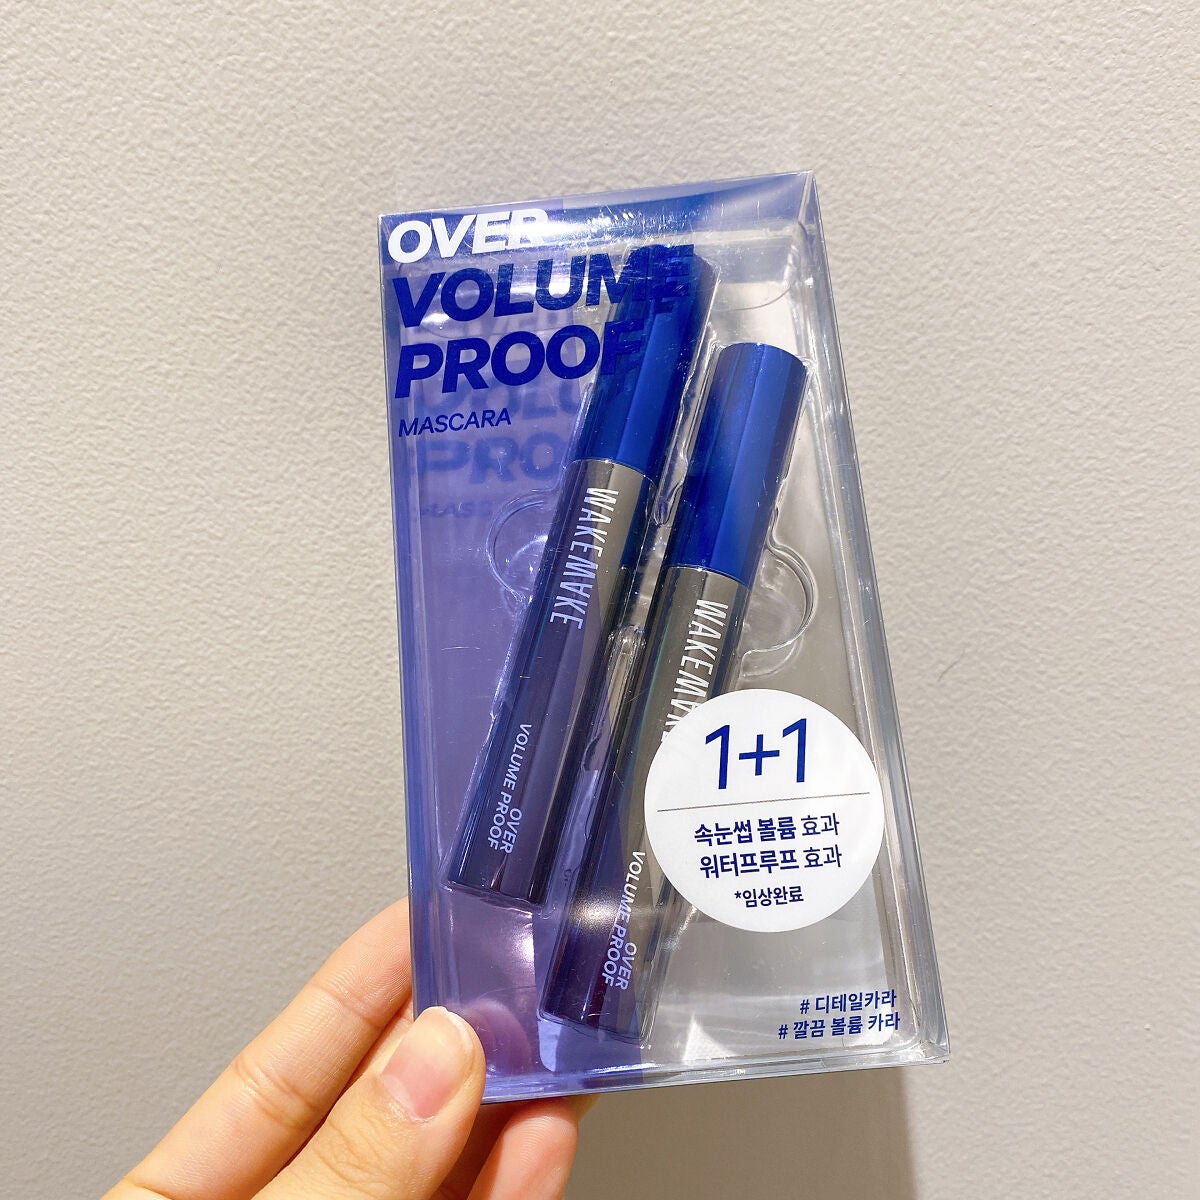 OVER
VOLUME
PROOF
MASCARA
WAKEMAKE
OVER
VOLUME PROOF
WAKEMAKE
OVER
VOLUME PROOF
1+1
속눈썹 볼륨 효과
워터프루프 효과
*임상완료
# 디테일카라
# 깔끔 볼륨 카라